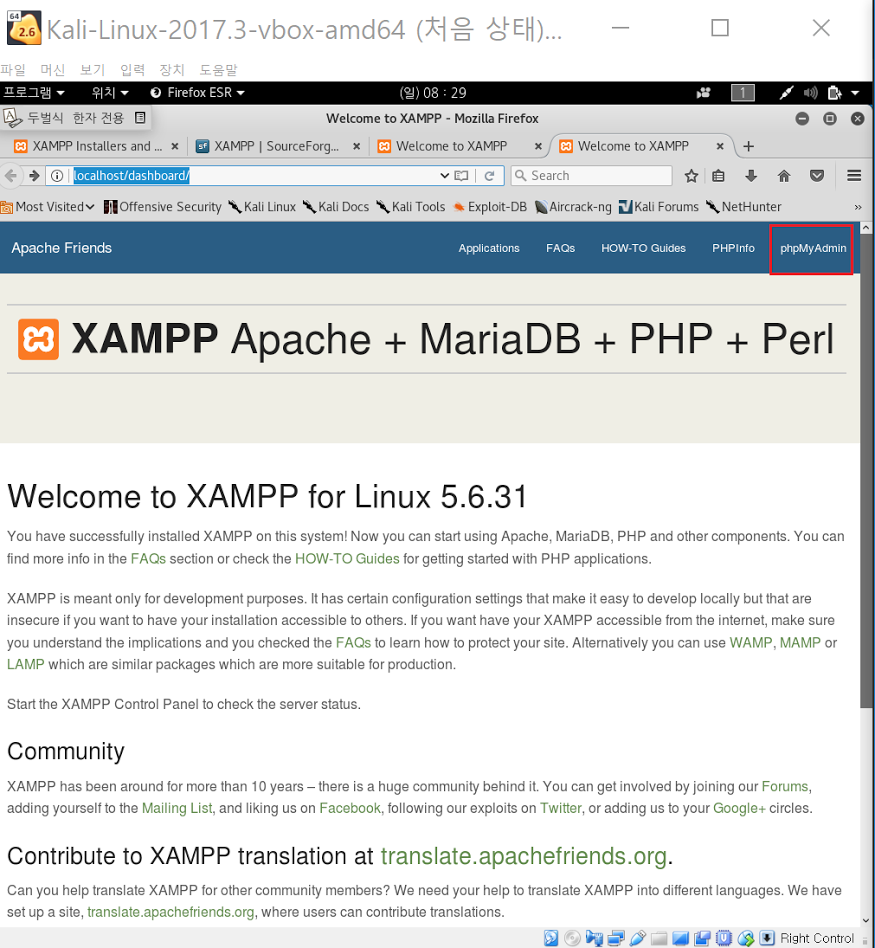 64
2.6
Kali-Linux-2017.3-vbox-amd64 (처음 상태)...
파일 머신 보기 입력 장치 도움말
프로그램 위치 Firefox ESR (일) 08 : 29 1
두벌식 한자 전용
Welcome to XAMPP - Mozilla Firefox
XAMPP Installers and ... XAMPP | SourceForg... Welcome to XAMPP Welcome to XAMPP
localhost/dashboard/ Search
Most Visited Offensive Security Kali Linux Kali Docs Kali Tools Exploit-DB Aircrack-ng Kali Forums NetHunter »
Apache Friends Applications FAQs HOW-TO Guides PHPInfo phpMyAdmin
XAMPP Apache + MariaDB + PHP + Perl
Welcome to XAMPP for Linux 5.6.31
You have successfully installed XAMPP on this system! Now you can start using Apache, MariaDB, PHP and other components. You can
find more info in the FAQs section or check the HOW-TO Guides for getting started with PHP applications.
XAMPP is meant only for development purposes. It has certain configuration settings that make it easy to develop locally but that are
insecure if you want to have your installation accessible to others. If you want have your XAMPP accessible from the internet, make sure
you understand the implications and you checked the FAQs to learn how to protect your site. Alternatively you can use WAMP, MAMP or
LAMP which are similar packages which are more suitable for production.
Start the XAMPP Control Panel to check the server status.
Community
XAMPP has been around for more than 10 years – there is a huge community behind it. You can get involved by joining our Forums,
adding yourself to the Mailing List, and liking us on Facebook, following our exploits on Twitter, or adding us to your Google+ circles.
Contribute to XAMPP translation at translate.apachefriends.org.
Can you help translate XAMPP for other community members? We need your help to translate XAMPP into different languages. We have
set up a site, translate.apachefriends.org, where users can contribute translations.
Right Control